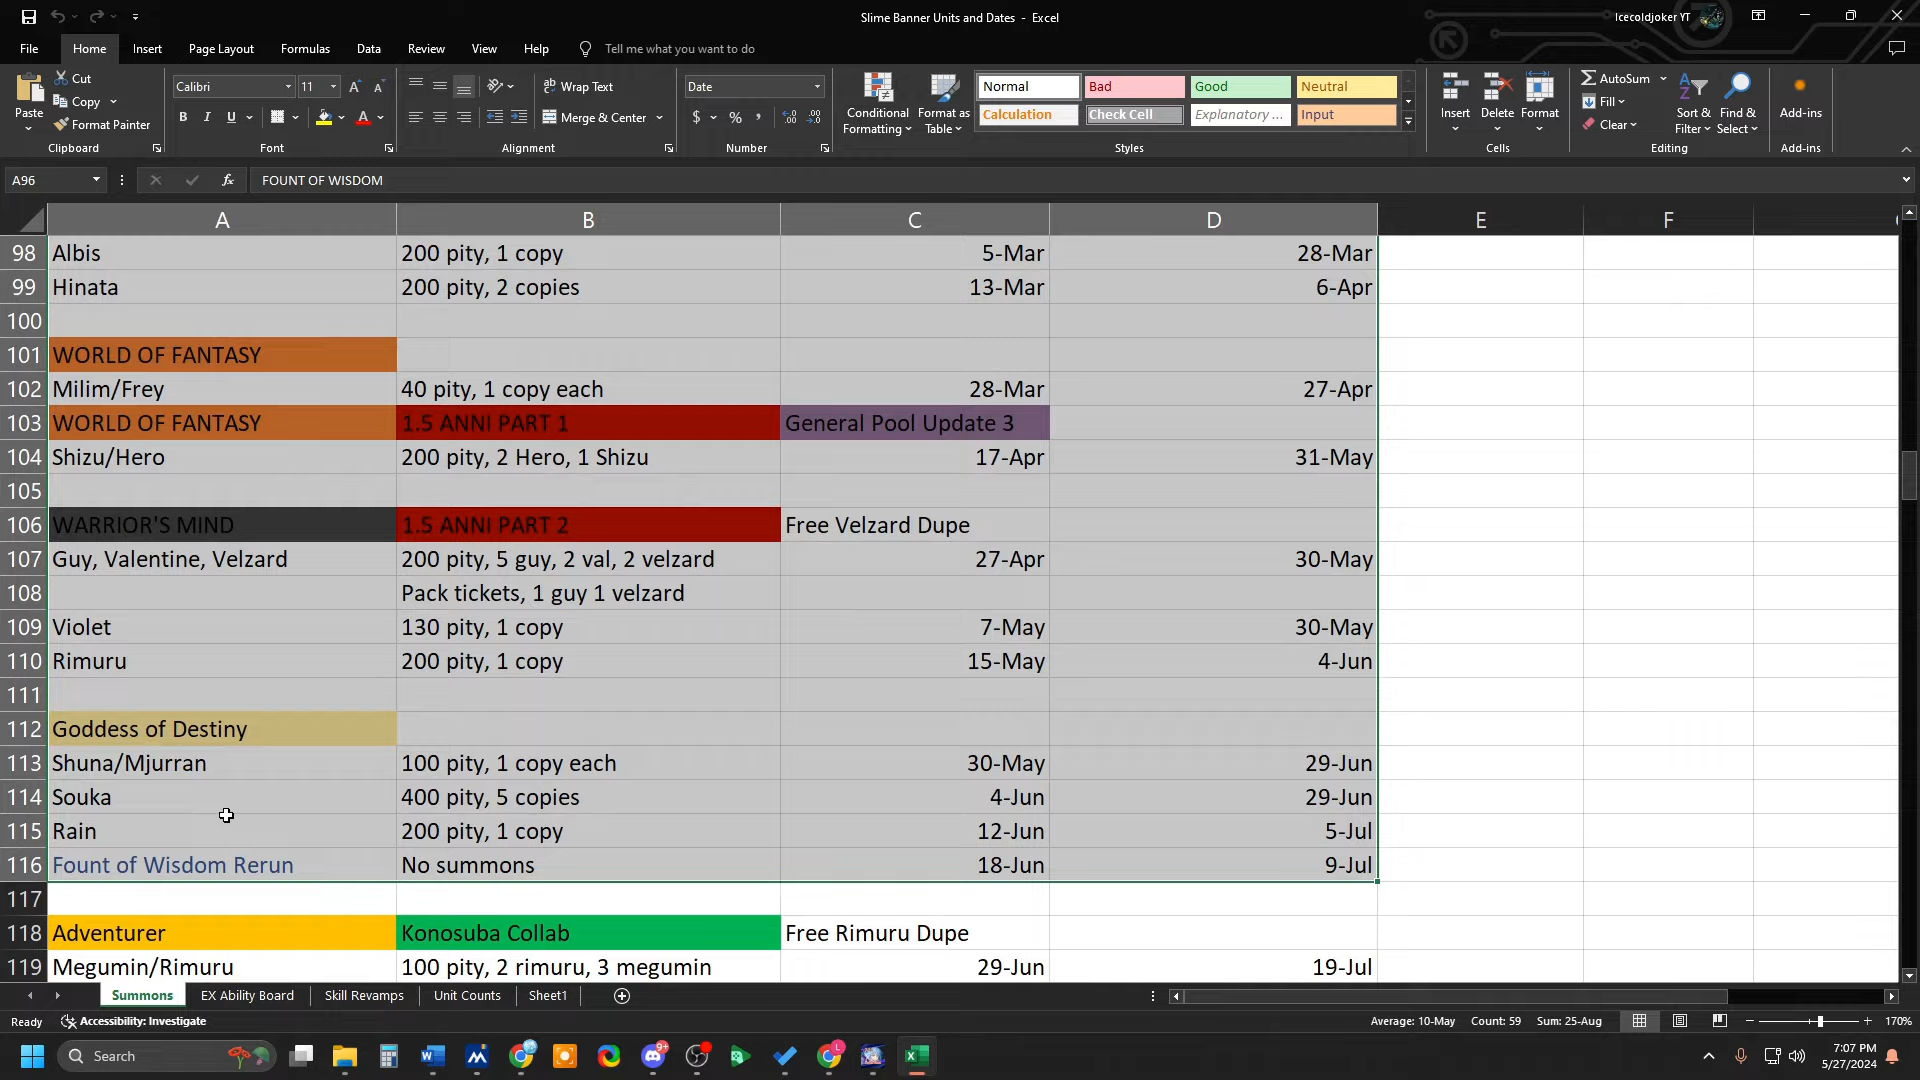 Slime Banner Units and Dates - Excel
Icecoldjoker YT
File Home Insert Page Layout Formulas Data Review View Help Tell me what you want to do
Paste
Cut
Copy
Format Painter
Clipboard
Calibri 11
B I U
Font
Wrap Text
Merge & Center
Alignment
Date
$ % ,
Number
Conditional Formatting
Format as Table
Normal Bad Good Neutral
Calculation Check Cell Explanatory ... Input
Styles
Insert Delete Format
Cells
AutoSum
Fill
Clear
Sort & Filter
Find & Select
Editing
Add-ins
Add-ins
A96 fx FOUNT OF WISDOM
A B C D E F
98 Albis 200 pity, 1 copy 5-Mar 28-Mar
99 Hinata 200 pity, 2 copies 13-Mar 6-Apr
100
101 WORLD OF FANTASY
102 Milim/Frey 40 pity, 1 copy each 28-Mar 27-Apr
103 WORLD OF FANTASY 1.5 ANNI PART 1 General Pool Update 3
104 Shizu/Hero 200 pity, 2 Hero, 1 Shizu 17-Apr 31-May
105
106 WARRIOR'S MIND 1.5 ANNI PART 2 Free Velzard Dupe
107 Guy, Valentine, Velzard 200 pity, 5 guy, 2 val, 2 velzard 27-Apr 30-May
108 Pack tickets, 1 guy 1 velzard
109 Violet 130 pity, 1 copy 7-May 30-May
110 Rimuru 200 pity, 1 copy 15-May 4-Jun
111
112 Goddess of Destiny
113 Shuna/Mjurran 100 pity, 1 copy each 30-May 29-Jun
114 Souka 400 pity, 5 copies 4-Jun 29-Jun
115 Rain 200 pity, 1 copy 12-Jun 5-Jul
116 Fount of Wisdom Rerun No summons 18-Jun 9-Jul
117
118 Adventurer Konosuba Collab Free Rimuru Dupe
119 Megumin/Rimuru 100 pity, 2 rimuru, 3 megumin 29-Jun 19-Jul
Summons EX Ability Board Skill Revamps Unit Counts Sheet1
Ready Accessibility: Investigate Average: 10-May Count: 59 Sum: 25-Aug 170%
Search
7:07 PM
5/27/2024